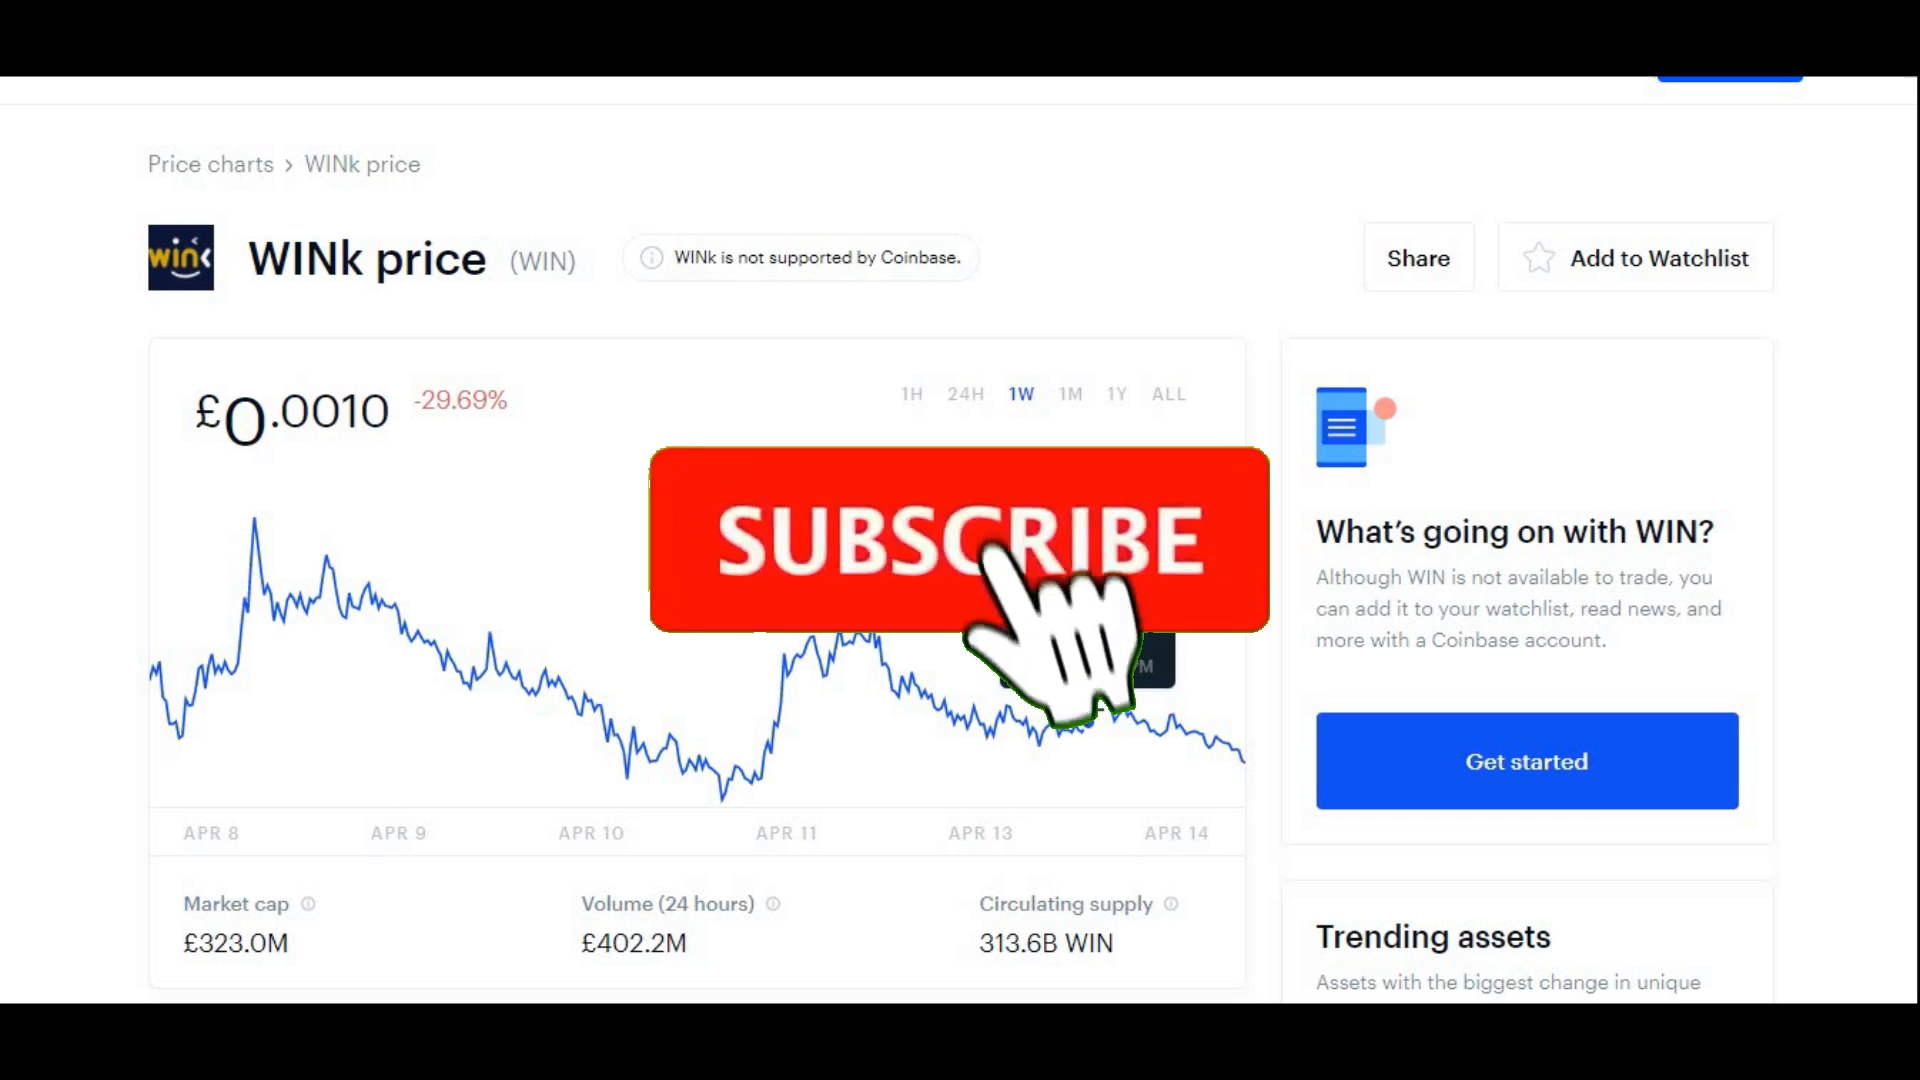 Price charts › WINk price
wink
WINk price (WIN)
WINk is not supported by Coinbase.
Share
Add to Watchlist
£0.0010 -29.69%
1H 24H 1W 1M 1Y ALL
SUBSCRIBE
PM
APR 8 APR 9 APR 10 APR 11 APR 13 APR 14
Market cap
£323.0M
Volume (24 hours)
£402.2M
Circulating supply
313.6B WIN
What's going on with WIN?
Although WIN is not available to trade, you
can add it to your watchlist, read news, and
more with a Coinbase account.
Get started
Trending assets
Assets with the biggest change in unique